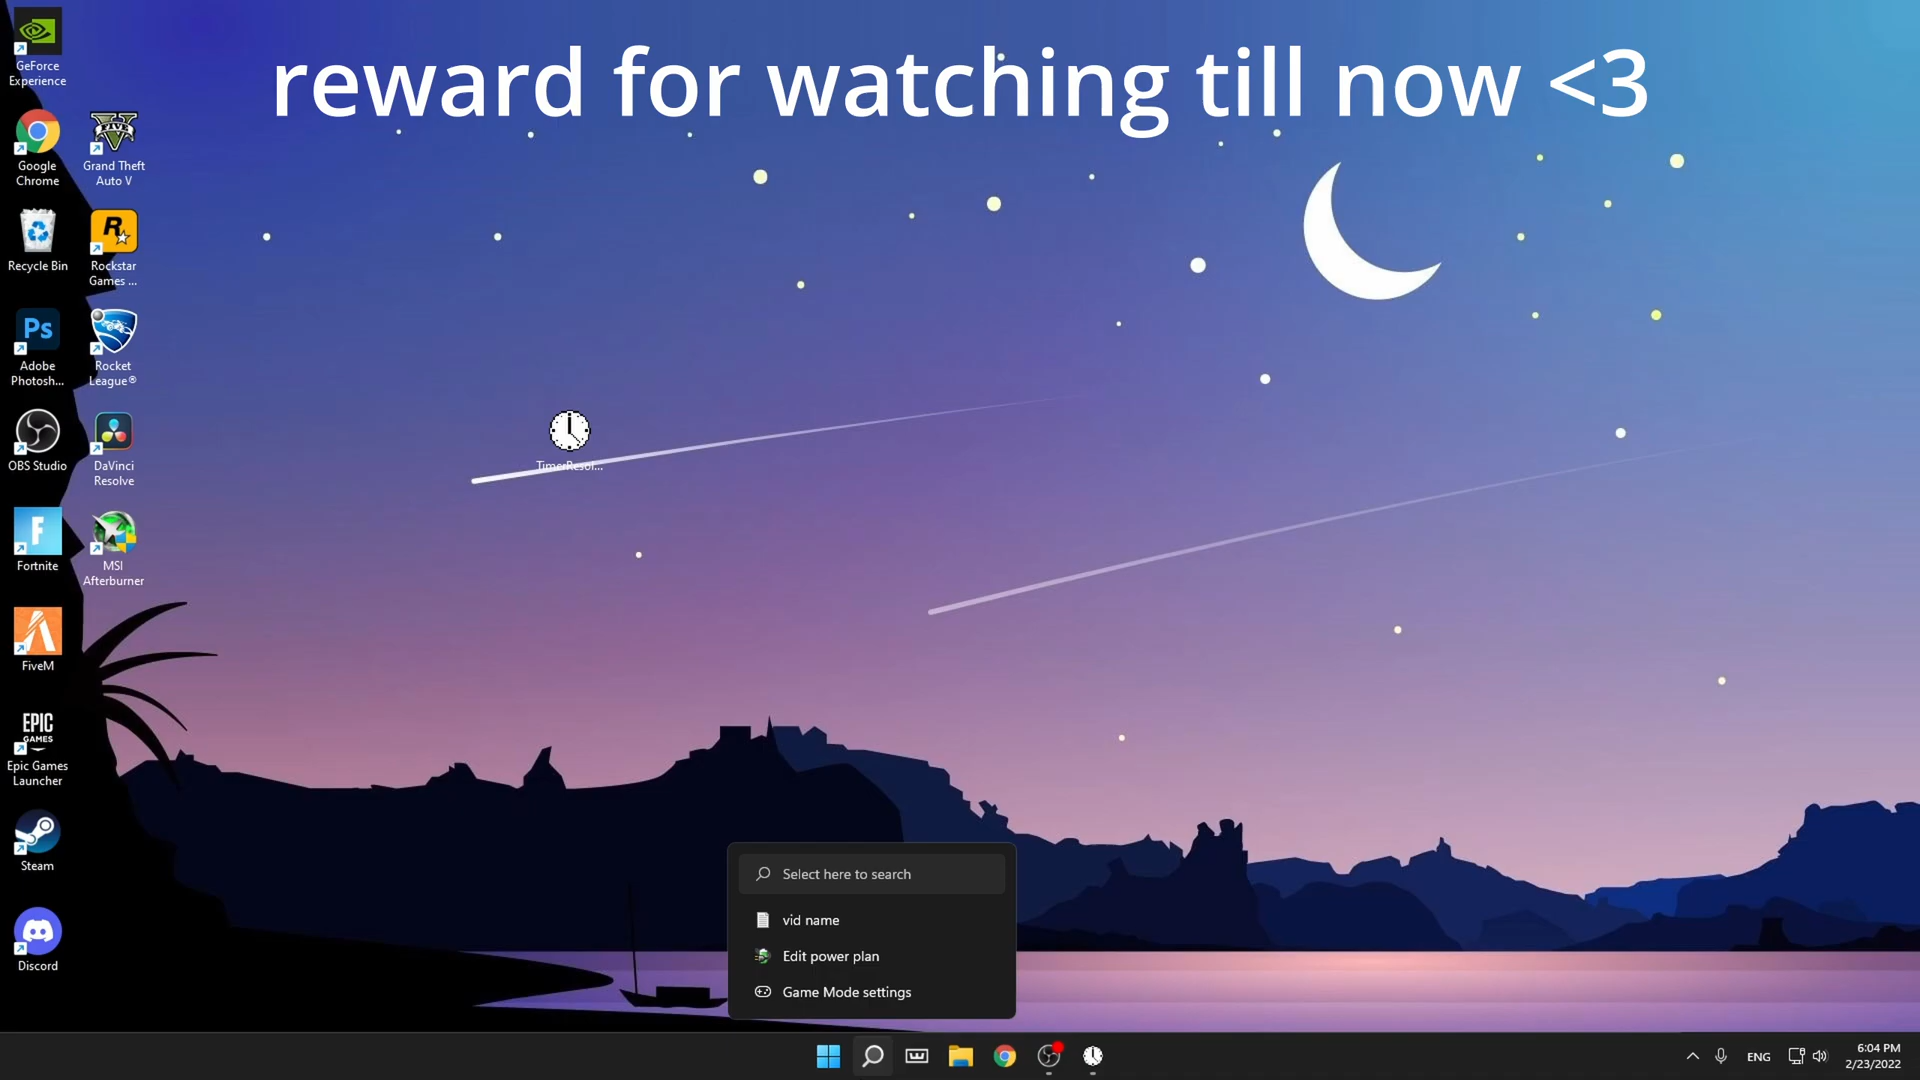 reward for watching till now <3
GeForce
Experience
Google
Chrome
Grand Theft
Auto V
Recycle Bin
Rockstar
Games ...
Ps
Adobe
Photosh...
Rocket
League®
OBS Studio
DaVinci
Resolve
TimerResol...
Fortnite
MSI
Afterburner
FiveM
EPIC
GAMES
Epic Games
Launcher
Steam
Discord
Select here to search
vid name
Edit power plan
Game Mode settings
ENG
6:04 PM
2/23/2022